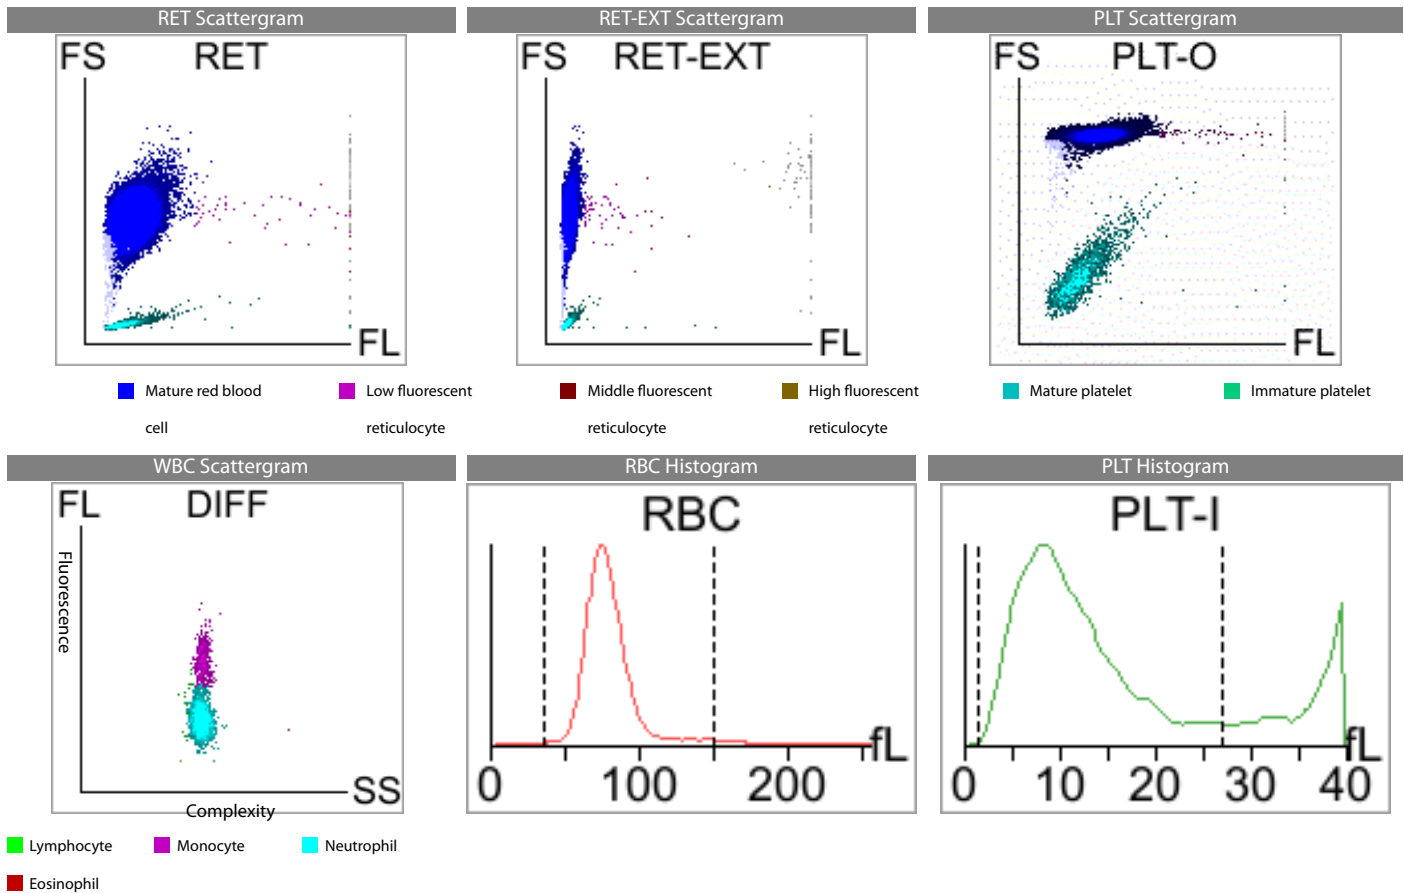 RET Scattergram
RET-EXT Scattergram
PLT Scattergram
FS RET
FL
FS RET-EXT
FL
FS PLT-O
FL
Mature red blood
cell
Low fluorescent
reticulocyte
Middle fluorescent
reticulocyte
High fluorescent
reticulocyte
Mature platelet
Immature platelet
WBC Scattergram
RBC Histogram
PLT Histogram
FL DIFF
Fluorescence
SS
Complexity
RBC
fL
0 100 200
PLT-I
fL
0 10 20 30 40
Lymphocyte
Monocyte
Neutrophil
Eosinophil